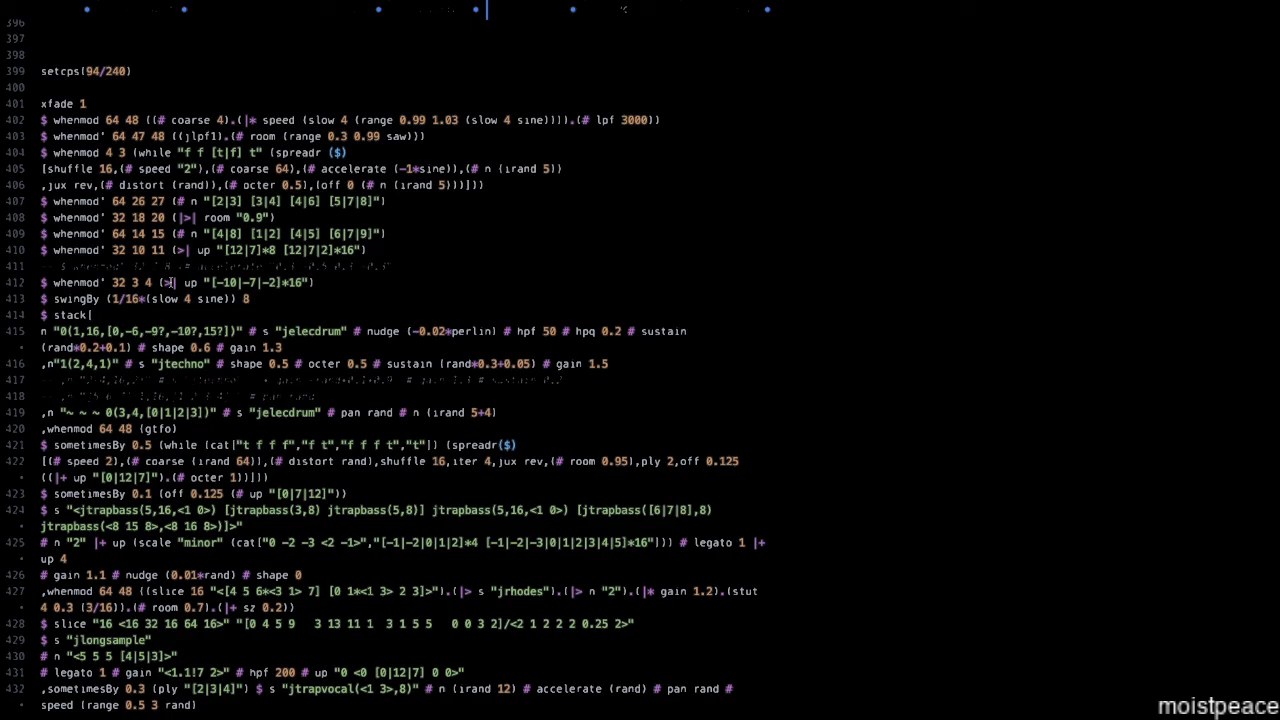 396
397
398
399 setcps(94/240)
400
401 xfade 1
402 $ whenmod 64 48 ((# coarse 4).(|* speed (slow 4 (range 0.99 1.03 (slow 4 sine)))).(# lpf 3000))
403 $ whenmod' 64 47 48 ((jlpf1).(# room (range 0.3 0.99 saw)))
404 $ whenmod 4 3 (while "f f [t|f] t" (spreadr ($)
405 [shuffle 16,(# speed "2"),(# coarse 64),(# accelerate (-1*sine)),(# n (irand 5))
406 ,jux rev,(# distort (rand)),(# octer 0.5),(off 0 (# n (irand 5)))]))
407 $ whenmod' 64 26 27 (# n "[2|3] [3|4] [4|6] [5|7|8]")
408 $ whenmod' 32 18 20 (|>| room "0.9")
409 $ whenmod' 64 14 15 (# n "[4|8] [1|2] [4|5] [6|7|9]")
410 $ whenmod' 32 10 11 (>| up "[12|7]*8 [12|7|2]*16")
411
412 $ whenmod' 32 3 4 (>| up "[-10|-7|-2]*16")
413 $ swingBy (1/16*(slow 4 sine)) 8
414 $ stack[
415 n "0(1,16,[0,-6,-9?,-10?,15?])" # s "jelecdrum" # nudge (-0.02*perlin) # hpf 50 # hpq 0.2 # sustain
(rand*0.2+0.1) # shape 0.6 # gain 1.3
416 ,n"1(2,4,1)" # s "jtechno" # shape 0.5 # octer 0.5 # sustain (rand*0.3+0.05) # gain 1.5
417
418
419 ,n "~ ~ ~ 0(3,4,[0|1|2|3])" # s "jelecdrum" # pan rand # n (irand 5+4)
420 ,whenmod 64 48 (gtfo)
421 $ sometimesBy 0.5 (while (cat["t f f f","f t","f f f t","t"]) (spreadr($)
422 [(# speed 2),(# coarse (irand 64)),(# distort rand),shuffle 16,iter 4,jux rev,(# room 0.95),ply 2,off 0.125
((|+ up "[0|12|7]").(# octer 1))]))
423 $ sometimesBy 0.1 (off 0.125 (# up "[0|7|12]"))
424 $ s "<jtrapbass(5,16,<1 0>) [jtrapbass(3,8) jtrapbass(5,8)] jtrapbass(5,16,<1 0>) [jtrapbass([6|7|8],8)
jtrapbass(<8 15 8>,<8 16 8>)]>"
425 # n "2" |+ up (scale "minor" (cat["0 -2 -3 <2 -1>","[-1|-2|0|1|2]*4 [-1|-2|-3|0|1|2|3|4|5]*16"])) # legato 1 |+
up 4
426 # gain 1.1 # nudge (0.01*rand) # shape 0
427 ,whenmod 64 48 ((slice 16 "<[4 5 6*<3 1> 7] [0 1*<1 3> 2 3]>").(|> s "jrhodes").(|> n "2").(|* gain 1.2).(stut
4 0.3 (3/16)).(# room 0.7).(|+ sz 0.2))
428 $ slice "16 <16 32 16 64 16>" "[0 4 5 9 3 13 11 1 3 1 5 5 0 0 3 2]/<2 1 2 2 2 0.25 2>"
429 $ s "jlongsample"
430 # n "<5 5 5 [4|5|3]>"
431 # legato 1 # gain "<1.1!7 2>" # hpf 200 # up "0 <0 [0|12|7] 0 0>"
432 ,sometimesBy 0.3 (ply "[2|3|4]") $ s "jtrapvocal(<1 3>,8)" # n (irand 12) # accelerate (rand) # pan rand #
speed (range 0.5 3 rand)
moistpeace